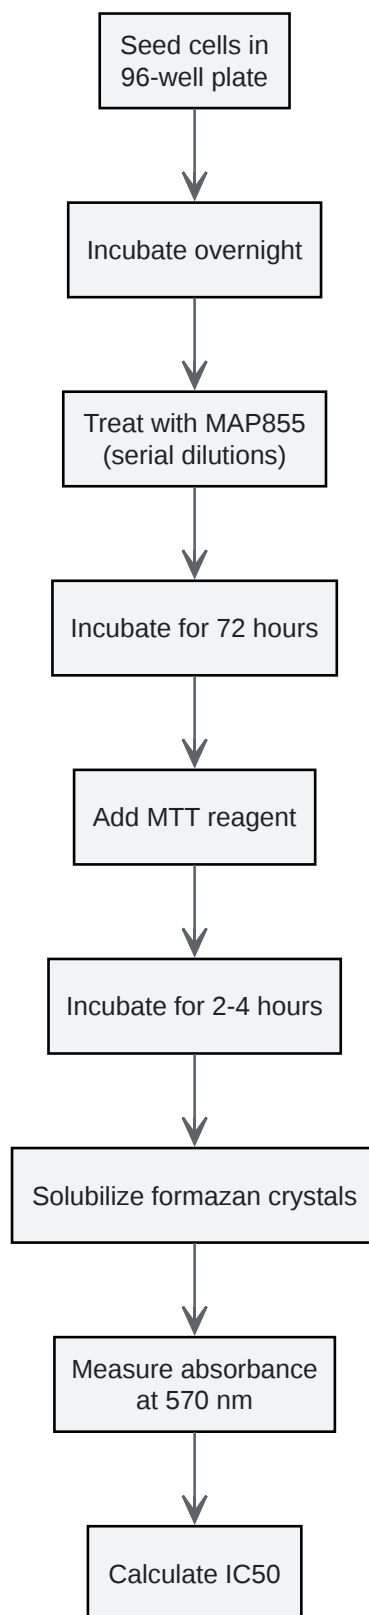 Seed cells in
96-well plate
Incubate overnight
Treat with MAP855
(serial dilutions)
Incubate for 72 hours
Add MTT reagent
Incubate for 2-4 hours
Solubilize formazan crystals
Measure absorbance
at 570 nm
Calculate IC50